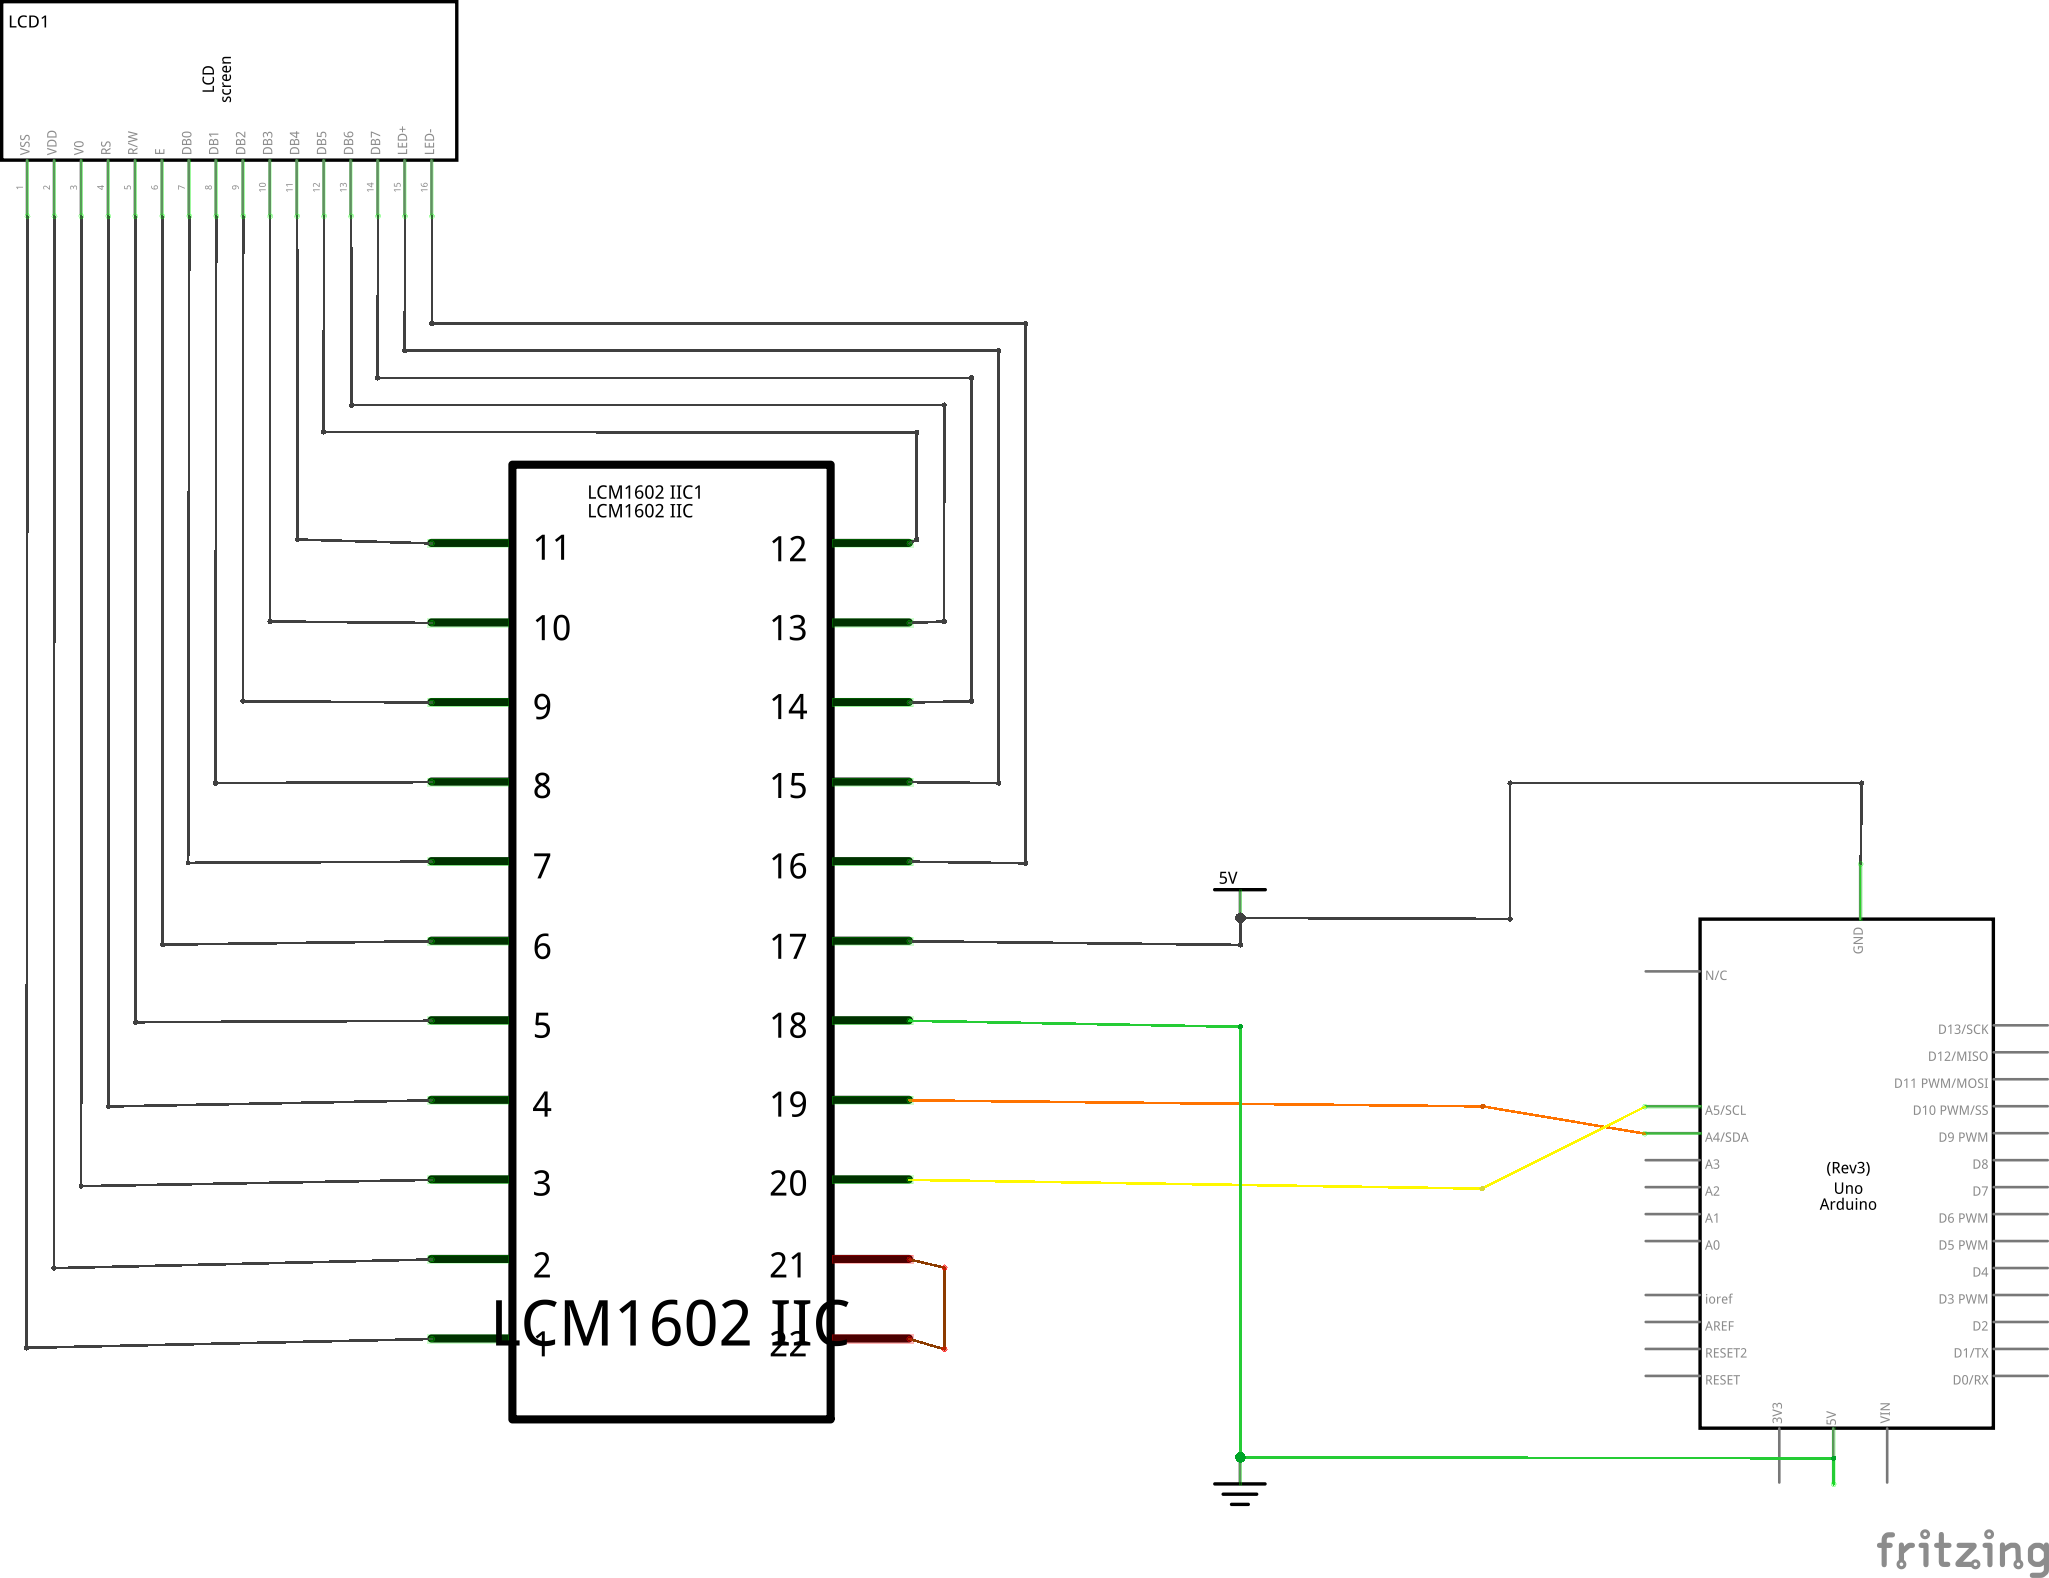 LCD1
LCD
screen
VSS
VDD
V0
RS
R/W
E
DB0
DB1
DB2
DB3
DB4
DB5
DB6
DB7
LED+
LED-
1
2
3
4
5
6
7
8
9
10
11
12
13
14
15
16
LCM1602 IIC1
LCM1602 IIC
11
12
10
13
9
14
8
15
7
16
6
17
5
18
4
19
3
20
2
21
LCM1602 IIC
1
22
5V
GND
N/C
D13/SCK
D12/MISO
D11 PWM/MOSI
A5/SCL
D10 PWM/SS
A4/SDA
D9 PWM
A3
D8
A2
D7
A1
D6 PWM
A0
D5 PWM
D4
ioref
D3 PWM
AREF
D2
RESET2
D1/TX
RESET
D0/RX
(Rev3)
Uno
Arduino
3V3
5V
VIN
fritzing